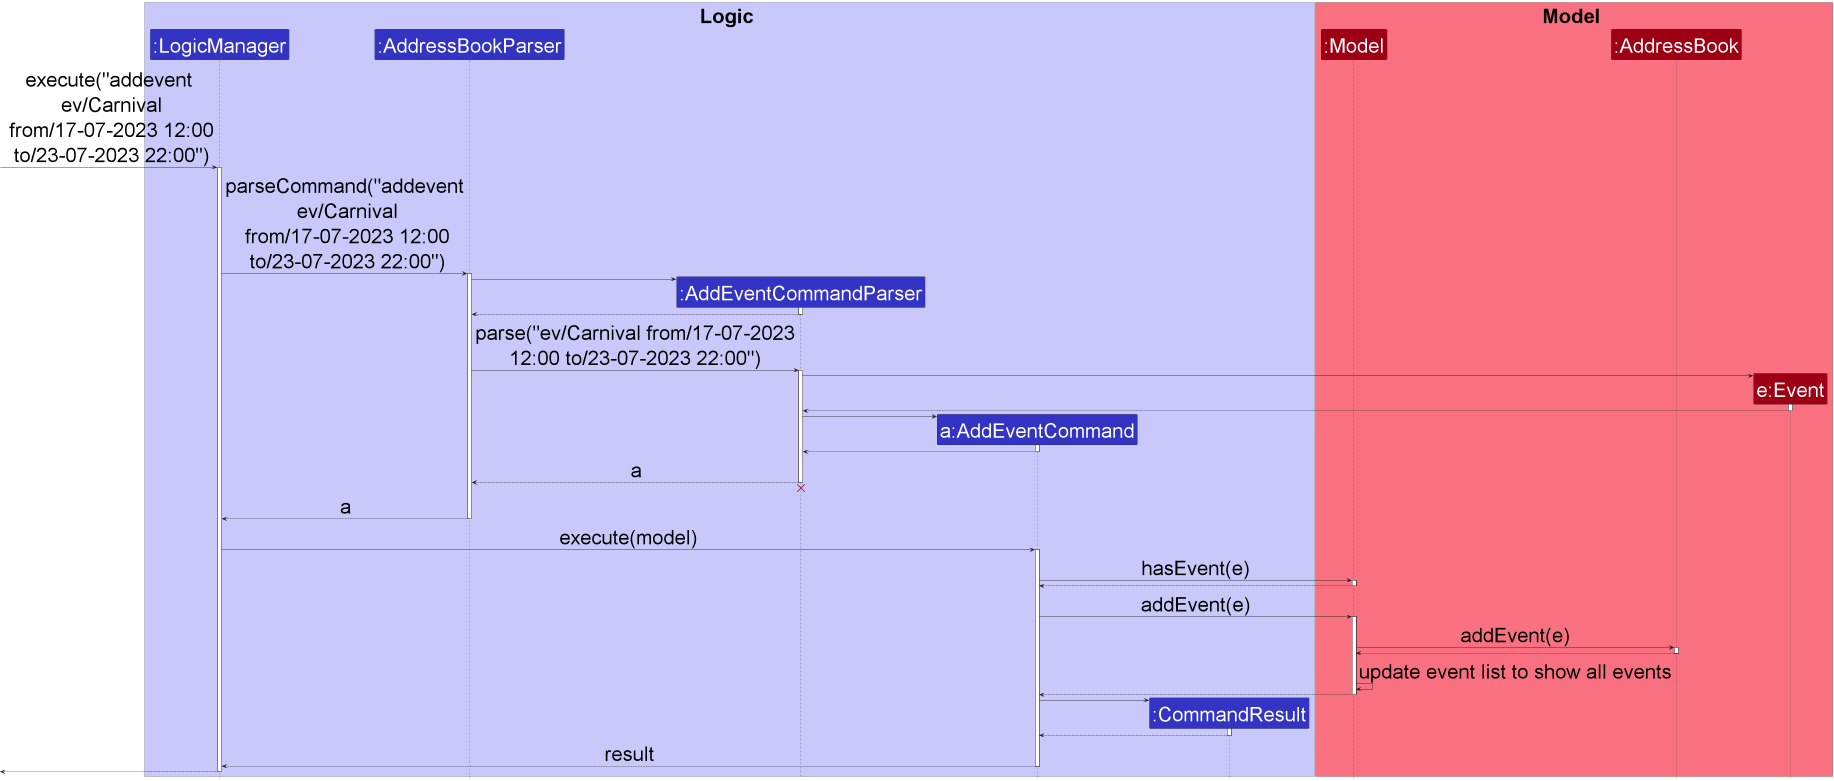 Logic
Model
:LogicManager
:AddressBookParser
:Model
:AddressBook
execute("addevent
ev/Carnival
from/17-07-2023 12:00
to/23-07-2023 22:00")
parseCommand("addevent
ev/Carnival
from/17-07-2023 12:00
to/23-07-2023 22:00")
:AddEventCommandParser
parse("ev/Carnival from/17-07-2023
12:00 to/23-07-2023 22:00")
e:Event
a:AddEventCommand
a
a
execute(model)
hasEvent(e)
addEvent(e)
addEvent(e)
update event list to show all events
:CommandResult
result